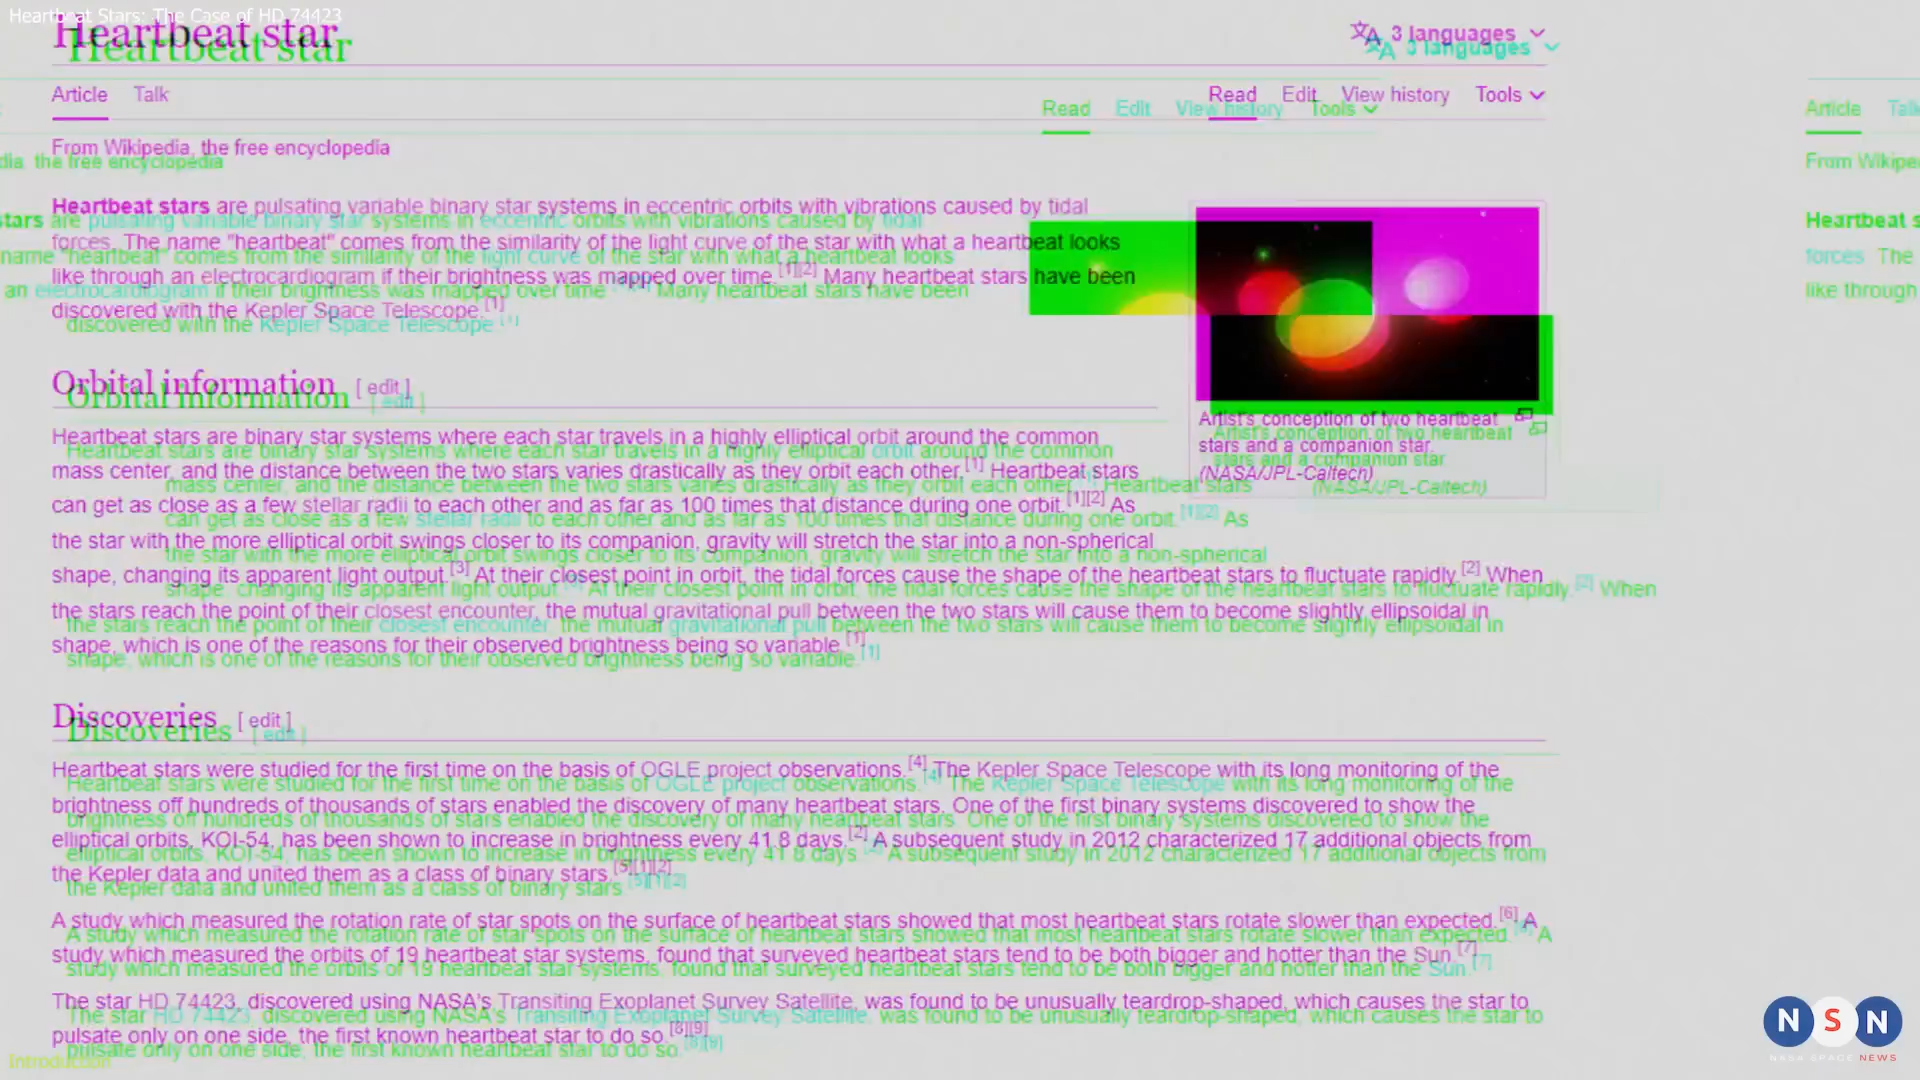 Heartbeat Stars: The Case of HD 74423
Heartbeat star
3 languages
Article Talk
Read Edit View history Tools
From Wikipedia, the free encyclopedia
Heartbeat stars are pulsating variable binary star systems in eccentric orbits with vibrations caused by tidal
forces. The name "heartbeat" comes from the similarity of the light curve of the star with what a heartbeat looks
like through an electrocardiogram if their brightness was mapped over time.[1][2] Many heartbeat stars have been
discovered with the Kepler Space Telescope.[1]
Artist's conception of two heartbeat
stars and a companion star.
(NASA/JPL-Caltech)
Orbital information [ edit ]
Heartbeat stars are binary star systems where each star travels in a highly elliptical orbit around the common
mass center, and the distance between the two stars varies drastically as they orbit each other.[1] Heartbeat stars
can get as close as a few stellar radii to each other and as far as 100 times that distance during one orbit.[1][2] As
the star with the more elliptical orbit swings closer to its companion, gravity will stretch the star into a non-spherical
shape, changing its apparent light output.[3] At their closest point in orbit, the tidal forces cause the shape of the heartbeat stars to fluctuate rapidly.[2] When
the stars reach the point of their closest encounter, the mutual gravitational pull between the two stars will cause them to become slightly ellipsoidal in
shape, which is one of the reasons for their observed brightness being so variable.[1]
Discoveries [ edit ]
Heartbeat stars were studied for the first time on the basis of OGLE project observations.[4] The Kepler Space Telescope with its long monitoring of the
brightness off hundreds of thousands of stars enabled the discovery of many heartbeat stars. One of the first binary systems discovered to show the
elliptical orbits, KOI-54, has been shown to increase in brightness every 41.8 days.[2] A subsequent study in 2012 characterized 17 additional objects from
the Kepler data and united them as a class of binary stars.[5][1][2]
A study which measured the rotation rate of star spots on the surface of heartbeat stars showed that most heartbeat stars rotate slower than expected.[6] A
study which measured the orbits of 19 heartbeat star systems, found that surveyed heartbeat stars tend to be both bigger and hotter than the Sun.[7]
The star HD 74423, discovered using NASA's Transiting Exoplanet Survey Satellite, was found to be unusually teardrop-shaped, which causes the star to
pulsate only on one side, the first known heartbeat star to do so.[8][9]
Introduction
NSN
NASA SPACE NEWS